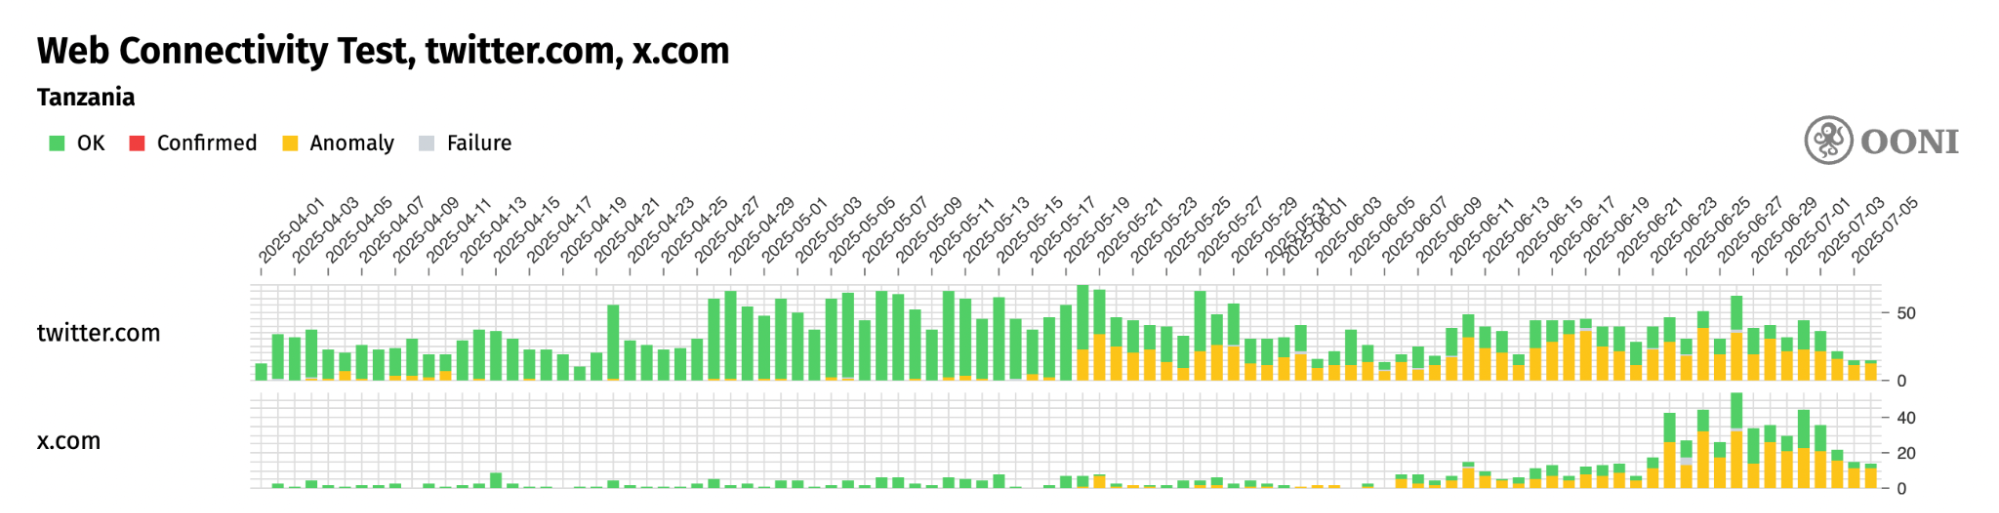 Web Connectivity Test, twitter.com, x.com
Tanzania
OK Confirmed Anomaly Failure
OONI
2025-04-01 2025-04-03 2025-04-05 2025-04-07 2025-04-09 2025-04-11 2025-04-13 2025-04-15 2025-04-17 2025-04-19 2025-04-21 2025-04-23 2025-04-25 2025-04-27 2025-04-29 2025-05-01 2025-05-03 2025-05-05 2025-05-07 2025-05-09 2025-05-11 2025-05-13 2025-05-15 2025-05-17 2025-05-19 2025-05-21 2025-05-23 2025-05-25 2025-05-27 2025-05-29 2025-05-31 2025-06-01 2025-06-03 2025-06-05 2025-06-07 2025-06-09 2025-06-11 2025-06-13 2025-06-15 2025-06-17 2025-06-19 2025-06-21 2025-06-23 2025-06-25 2025-06-27 2025-06-29 2025-07-01 2025-07-03 2025-07-05
50
twitter.com
0
40
x.com
20
0